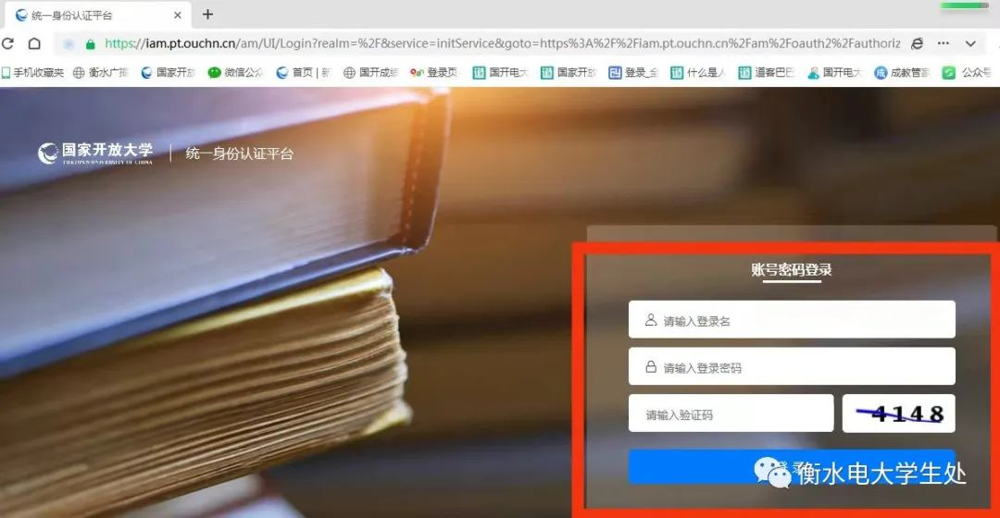 统一身份认证平台
https://iam.pt.ouchn.cn/am/UI/Login?realm=%2F&service=initService&goto=https%3A%2F%2Fiam.pt.ouchn.cn%2Fam%2Foauth2%2Fauthoriz
手机收藏夹 衡水广播 国家开放 微信公众 首页 | 新 国开成绩 登录页 国开电大 国家开放 登录_全 什么是人 道客巴巴 国开电大 成教管家 公众号
国家开放大学 统一身份认证平台
THE OPEN UNIVERSITY OF CHINA
账号密码登录
请输入登录名
请输入登录密码
请输入验证码 4148
登录
衡水电大学生处